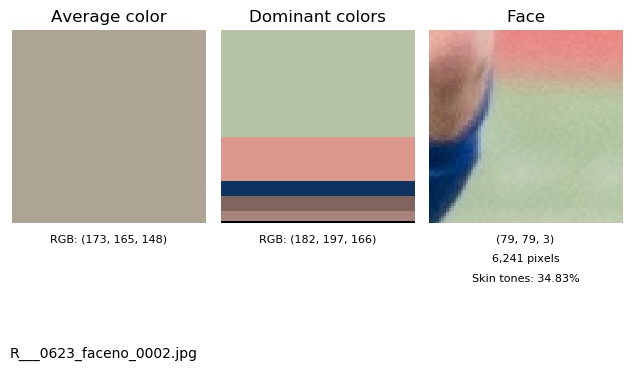 Average color
Dominant colors
Face
RGB: (173, 165, 148)
RGB: (182, 197, 166)
(79, 79, 3)
6,241 pixels
Skin tones: 34.83%
R___0623_faceno_0002.jpg